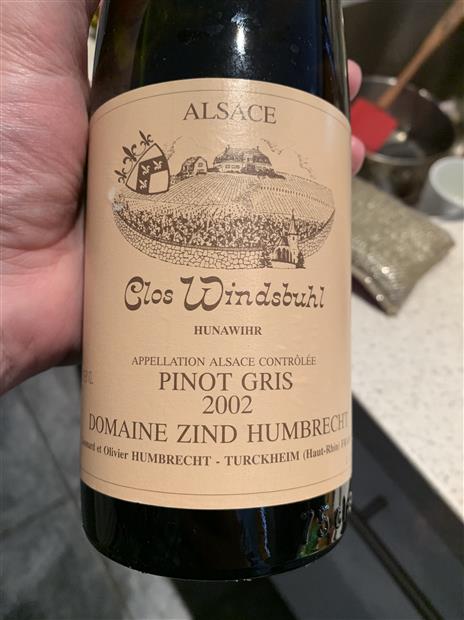 ALSACE
Clos Windsbuhl
HUNAWIHR
APPELLATION ALSACE CONTRÔLÉE
PINOT GRIS
2002
DOMAINE ZIND HUMBRECHT
et Olivier HUMBRECHT - TURCKHEIM (Haut-Rhin)